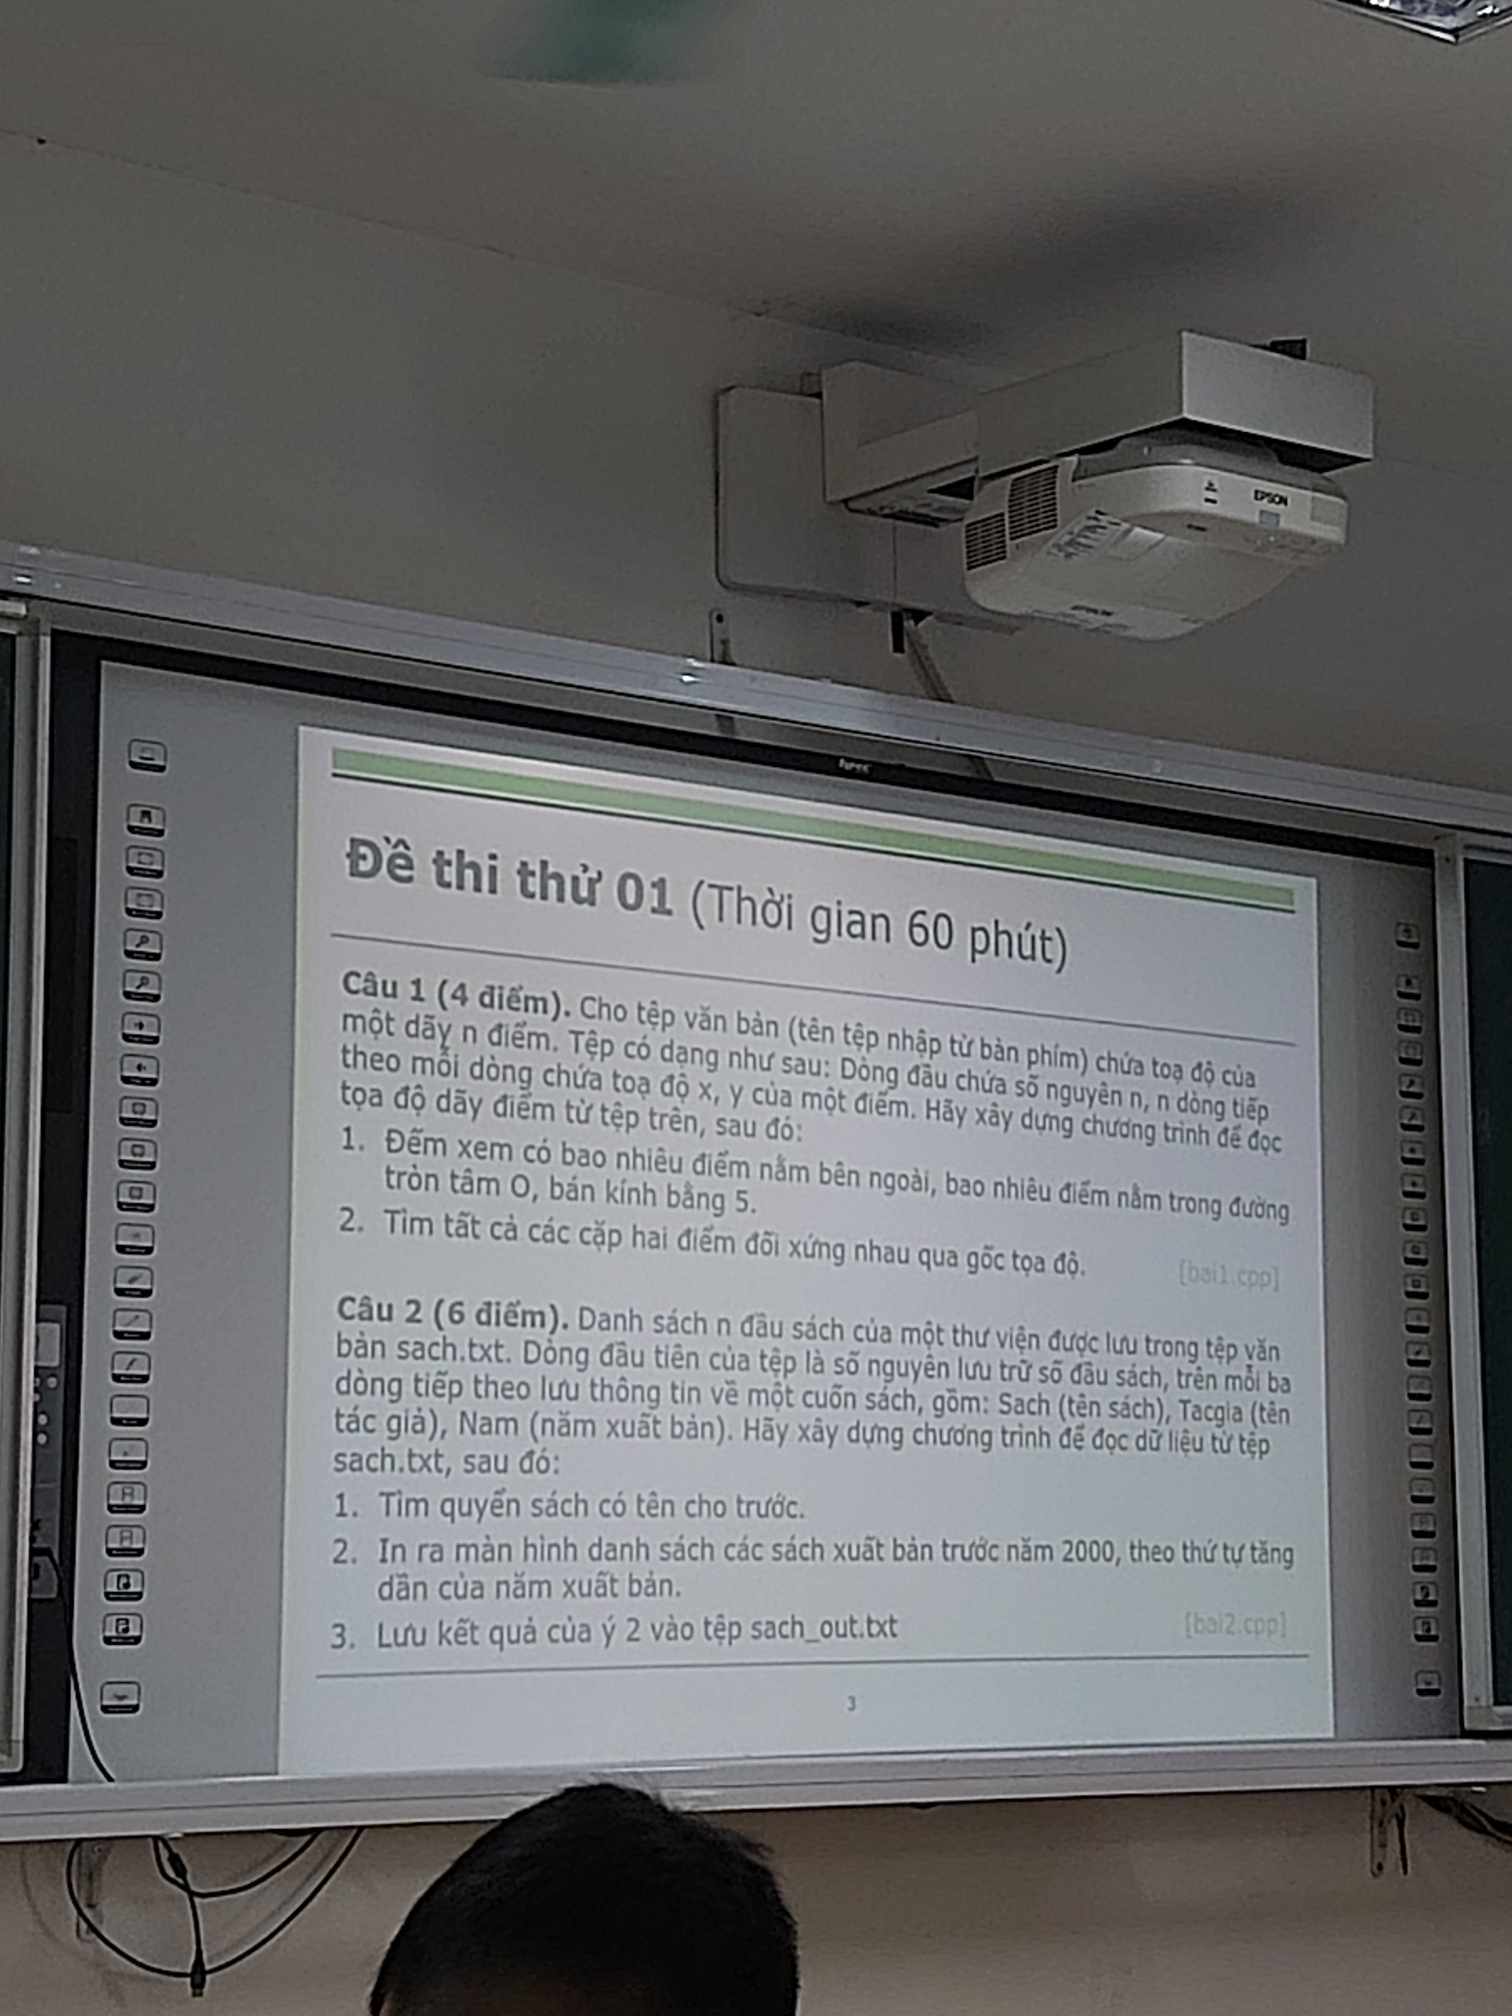 EPSON
Đề thi thử 01 (Thời gian 60 phút)
Câu 1 (4 điểm). Cho tệp văn bản (tên tệp nhập từ bàn phím) chứa toạ độ của
một dãy n điểm. Tệp có dạng như sau: Dòng đầu chứa số nguyên n, n dòng tiếp
theo mỗi dòng chứa toạ độ x, y của một điểm. Hãy xây dựng chương trình để đọc
tọa độ dãy điểm từ tệp trên, sau đó:
1. Đếm xem có bao nhiêu điểm nằm bên ngoài, bao nhiêu điểm nằm trong đường
tròn tâm O, bán kính bằng 5.
2. Tìm tất cả các cặp hai điểm đối xứng nhau qua gốc tọa độ.
[bai1.cpp]
Câu 2 (6 điểm). Danh sách n đầu sách của một thư viện được lưu trong tệp văn
bản sach.txt. Dòng đầu tiên của tệp là số nguyên lưu trữ số đầu sách, trên mỗi ba
dòng tiếp theo lưu thông tin về một cuốn sách, gồm: Sach (tên sách), Tacgia (tên
tác giả), Nam (năm xuất bản). Hãy xây dựng chương trình để đọc dữ liệu từ tệp
sach.txt, sau đó:
1. Tìm quyển sách có tên cho trước.
2. In ra màn hình danh sách các sách xuất bản trước năm 2000, theo thứ tự tăng
dần của năm xuất bản.
3. Lưu kết quả của ý 2 vào tệp sach_out.txt
[bai2.cpp]
3